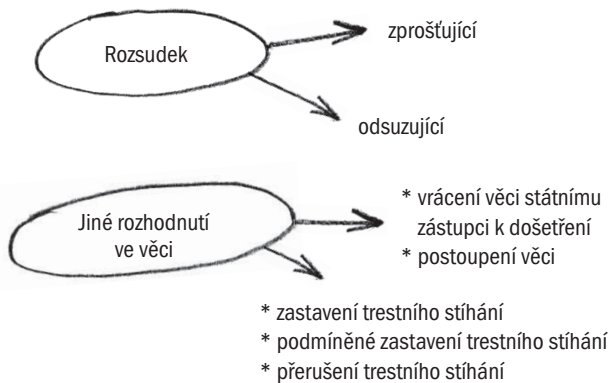 Rozsudek
zprošťující
odsuzující
Jiné rozhodnutí
ve věci
* vrácení věci státnímu
zástupci k došetření
* postoupení věci
* zastavení trestního stíhání
* podmíněné zastavení trestního stíhání
* přerušení trestního stíhání